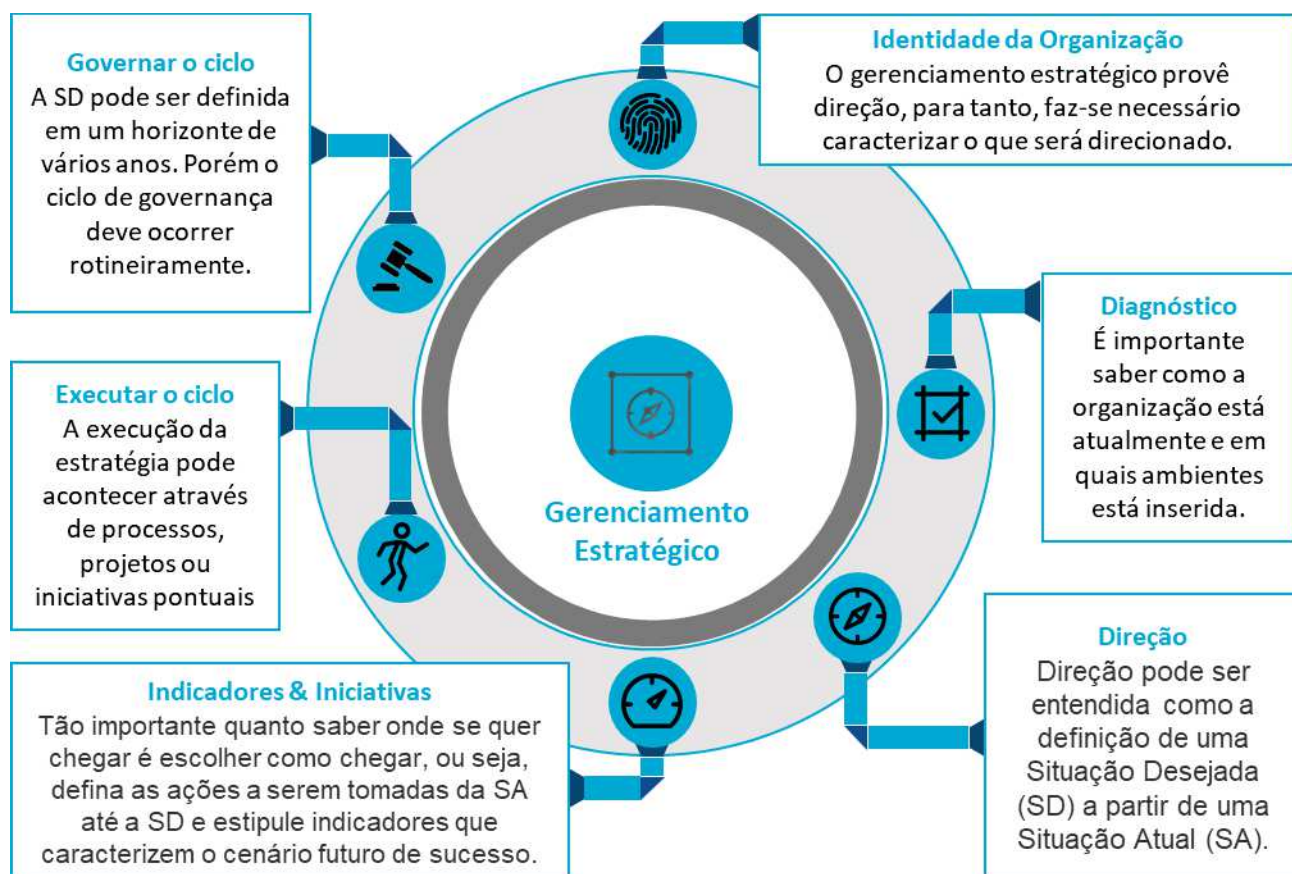 Identidade da Organização
O gerenciamento estratégico provê
direção, para tanto, faz-se necessário
caracterizar o que será direcionado.
Diagnóstico
É importante
saber como a
organização está
atualmente e em
quais ambientes
está inserida.
Direção
Direção pode ser
entendida como a
definição de uma
Situação Desejada
(SD) a partir de uma
Situação Atual (SA).
Indicadores & Iniciativas
Tão importante quanto saber onde se quer
chegar é escolher como chegar, ou seja,
defina as ações a serem tomadas da SA
até a SD e estipule indicadores que
caracterizem o cenário futuro de sucesso.
Executar o ciclo
A execução da
estratégia pode
acontecer através
de processos,
projetos ou
iniciativas pontuais
Governar o ciclo
A SD pode ser definida
em um horizonte de
vários anos. Porém o
ciclo de governança
deve ocorrer
rotineiramente.
Gerenciamento
Estratégico